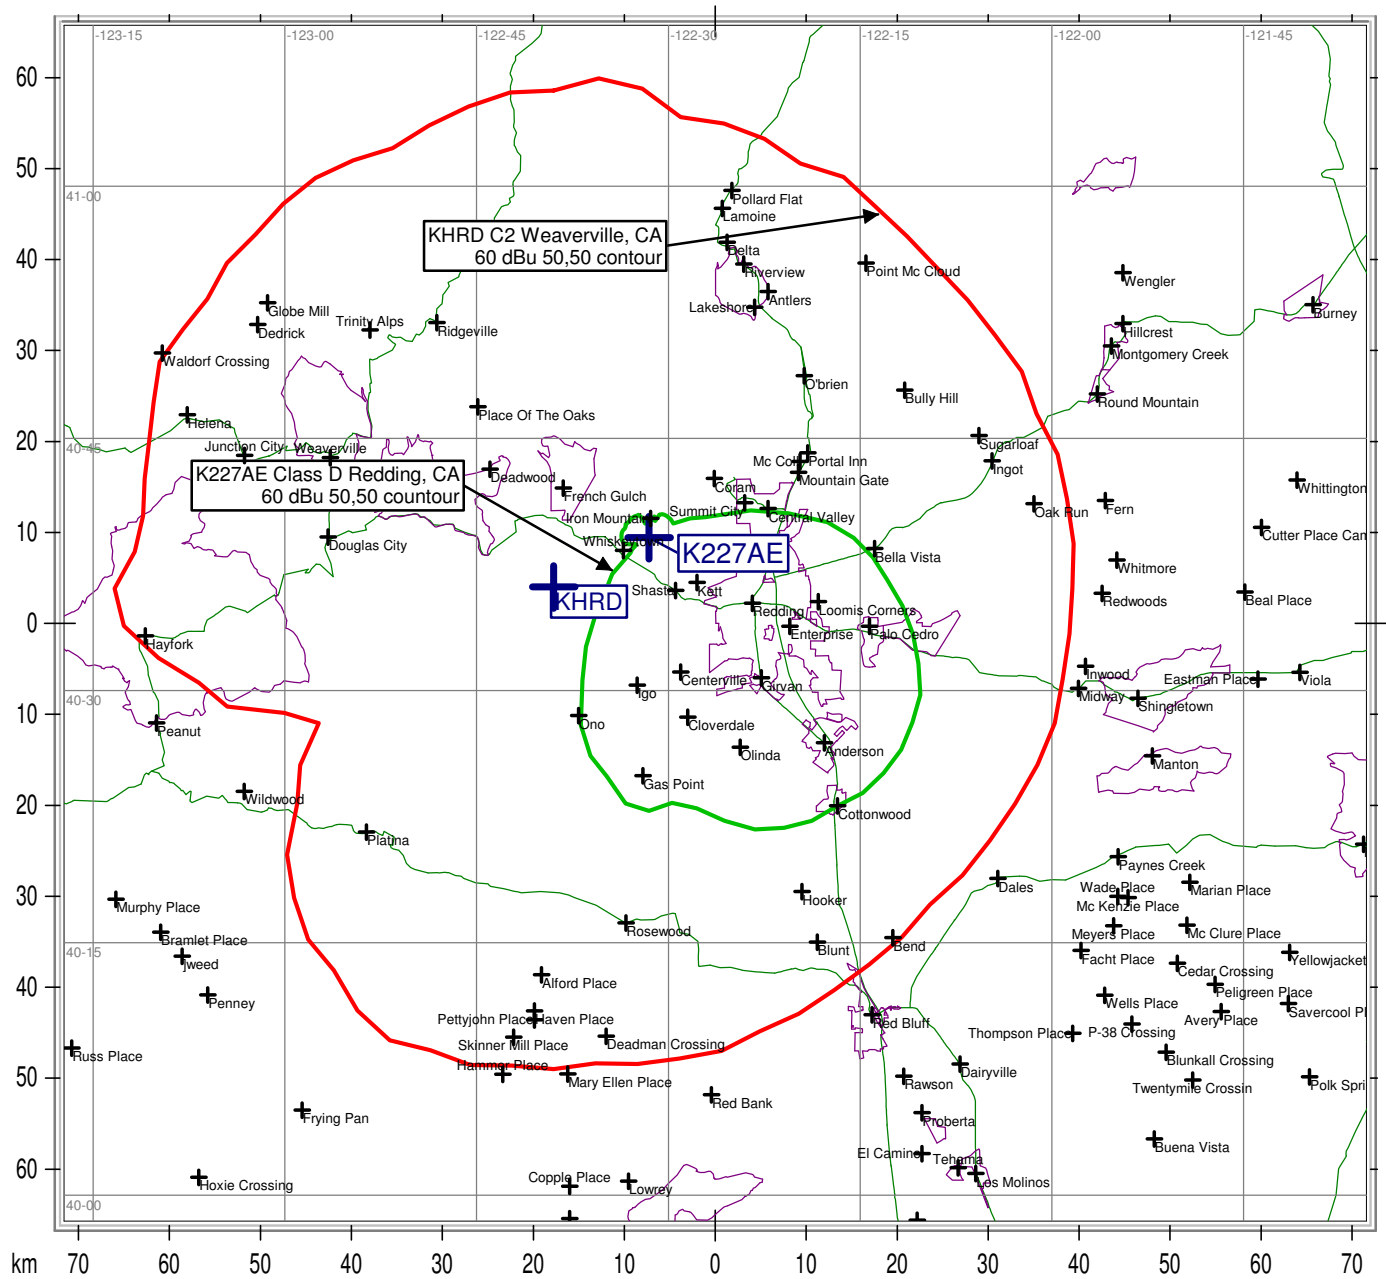 -123-15 -123-00 -122-45 -122-30 -122-15 -122-00 -121-45
60
50
41-00
Pollard Flat
Lamoine
KHRD C2 Weaverville, CA
60 dBu 50,50 contour
Delta
40
Riverview
Point Mc Cloud
Wengler
Antlers
Lakeshore
Globe Mill
Burney
Trinity Alps
Ridgeville
Dedrick
Hillcrest
30
Waldorf Crossing
Montgomery Creek
O'brien
Bully Hill
Round Mountain
Place Of The Oaks
Helena
20
40-45
Junction City
Weaverville
Sugarloaf
Mc Coll
Portal Inn
Ingot
K227AE Class D Redding, CA
60 dBu 50,50 countour
Deadwood
Mountain Gate
Coram
Whittington
French Gulch
Summit City
Oak Run
Fern
Iron Mountain
Central Valley
10
Cutter Place Can
Douglas City
Whiskeytown
K227AE
Bella Vista
Whitmore
KHRD
Shasta
Kett
Redding
Loomis Corners
Redwoods
Beal Place
0
Hayfork
Enterprise
Palo Cedro
Inwood
Centerville
Girvan
Eastman Place
Viola
Igo
Midway
Shingletown
40-30
10
Peanut
Ono
Cloverdale
Olinda
Anderson
Manton
Gas Point
Wildwood
20
Cottonwood
Platina
Paynes Creek
Dales
Wade Place
Marian Place
30
Murphy Place
Hooker
Mc Kenzie Place
Rosewood
Meyers Place
Mc Clure Place
Bramlet Place
40-15
Blunt
Bend
Facht Place
Yellowjacket
jweed
Cedar Crossing
Alford Place
40
Penney
Wells Place
Peligreen Place
Savercool Pl
Pettyjohn Place
Haven Place
Red Bluff
Avery Place
Thompson Place
P-38 Crossing
Skinner Mill Place
Deadman Crossing
Russ Place
Blunkall Crossing
Hammer Place
Dairyville
50
Mary Ellen Place
Rawson
Twentymile Crossin
Polk Spri
Red Bank
Frying Pan
Proberta
El Camino
Tehama
Buena Vista
60
Hoxie Crossing
Copple Place
Lowrey
Los Molinos
40-00
km 70 60 50 40 30 20 10 0 10 20 30 40 50 60 70